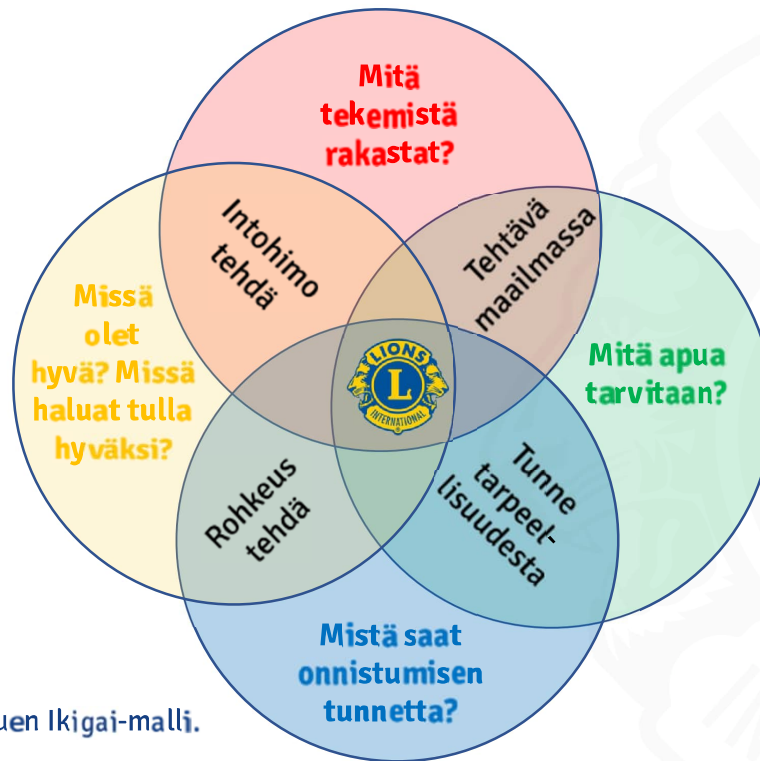 Mitä
tekemistä
rakastat?
Intohimo
tehdä
Tehtävä
maailmassa
Missä
olet
hyvä? Missä
haluat tulla
hyväksi?
LIONS
L
INTERNATIONAL
®
Mitä apua
tarvitaan?
Rohkeus
tehdä
Tunne
tarpeel-
lisuudesta
Mistä saat
onnistumisen
tunnetta?
uen Ikigai-malli.